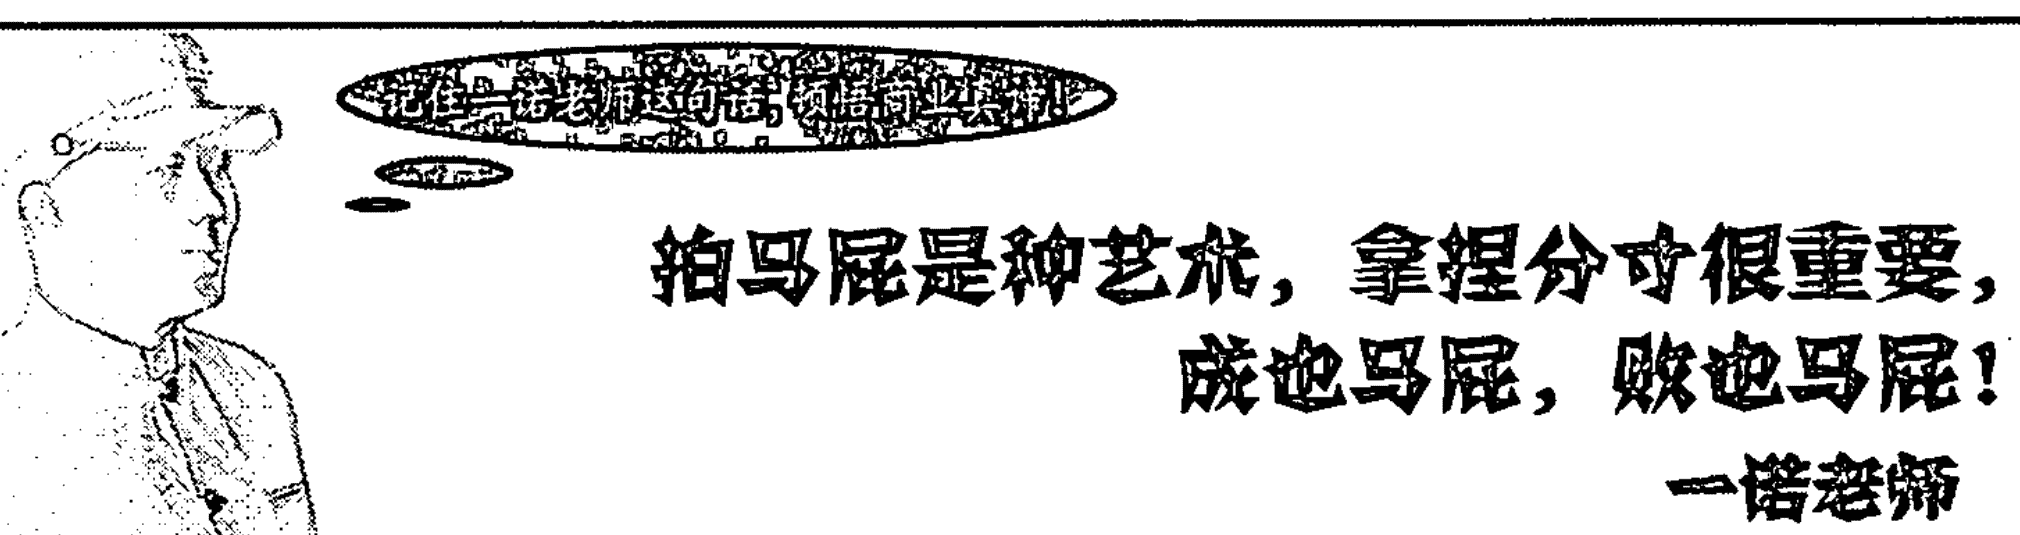 记住一诺老师这句话，领悟商业真谛！
拍马屁是种艺术，拿捏分寸很重要，
成也马屁，败也马屁！
一诺老师